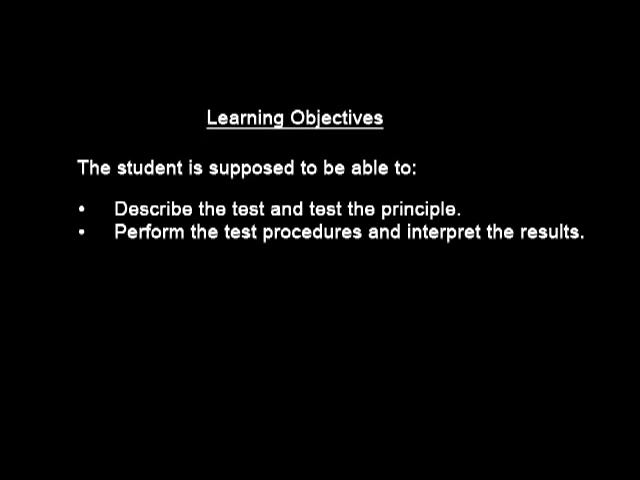 Learning Objectives
The student is supposed to be able to:
• Describe the test and test the principle.
• Perform the test procedures and interpret the results.